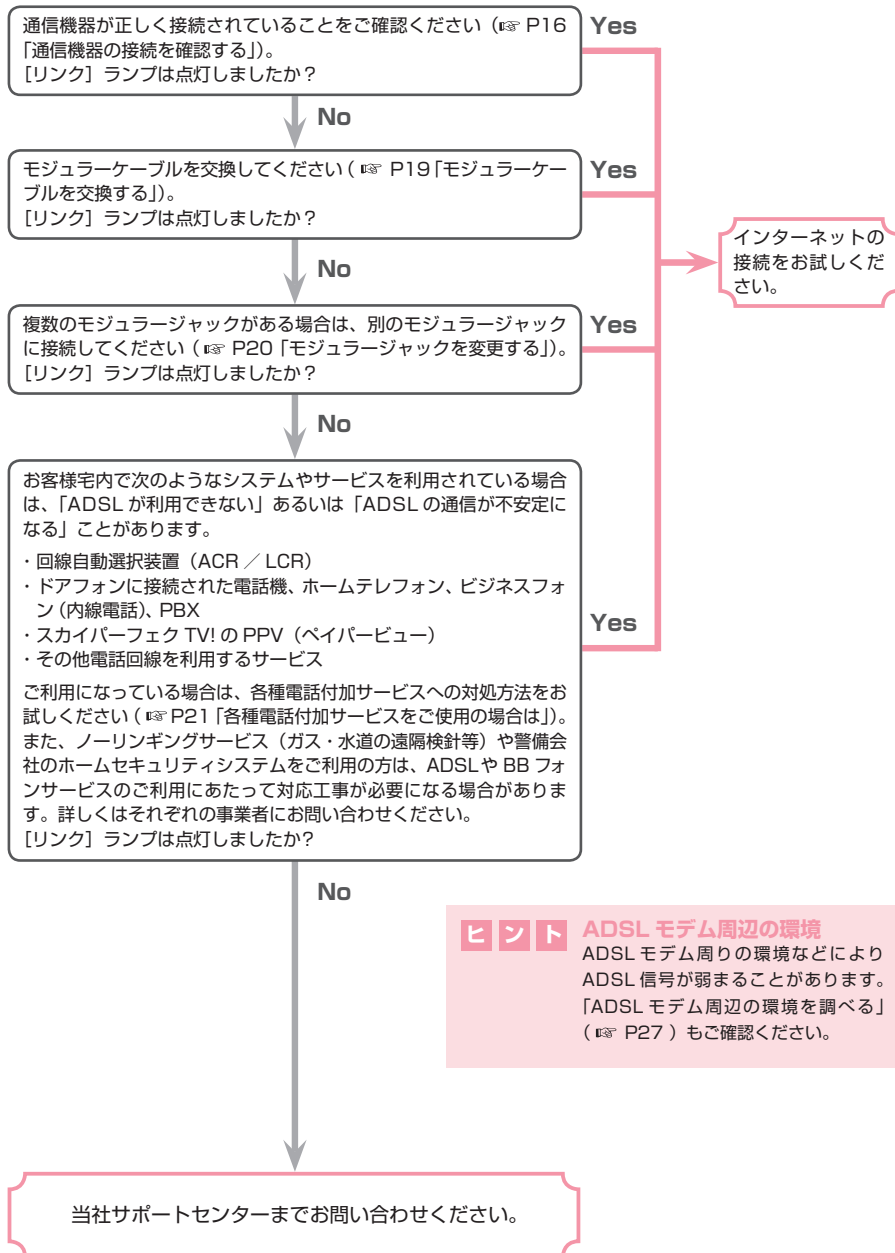 通信機器が正しく接続されていることをご確認ください（☞ P16
「通信機器の接続を確認する」）。
［リンク］ランプは点灯しましたか？
Yes
No
モジュラーケーブルを交換してください（ ☞ P19「モジュラーケー
ブルを交換する」）。
［リンク］ランプは点灯しましたか？
Yes
インターネットの
接続をお試しくだ
さい。
No
複数のモジュラージャックがある場合は、別のモジュラージャック
に接続してください（ ☞ P20「モジュラージャックを変更する」）。
［リンク］ランプは点灯しましたか？
Yes
No
お客様宅内で次のようなシステムやサービスを利用されている場合
は、「ADSL が利用できない」あるいは「ADSL の通信が不安定に
なる」ことがあります。
・回線自動選択装置（ACR ／ LCR）
・ドアフォンに接続された電話機、ホームテレフォン、ビジネスフォ
ン（内線電話）、PBX
・スカイパーフェク TV! の PPV（ペイパービュー）
・その他電話回線を利用するサービス
ご利用になっている場合は、各種電話付加サービスへの対処方法をお
試しください（ ☞ P21「各種電話付加サービスをご使用の場合は」）。
また、ノーリンギングサービス（ガス・水道の遠隔検針等）や警備会
社のホームセキュリティシステムをご利用の方は、ADSLや BB フォ
ンサービスのご利用にあたって対応工事が必要になる場合がありま
す。詳しくはそれぞれの事業者にお問い合わせください。
［リンク］ランプは点灯しましたか？
Yes
No
ヒント ADSL モデム周辺の環境
ADSL モデム周りの環境などにより
ADSL 信号が弱まることがあります。
「ADSL モデム周辺の環境を調べる」
（ ☞ P27 ）もご確認ください。
当社サポートセンターまでお問い合わせください。